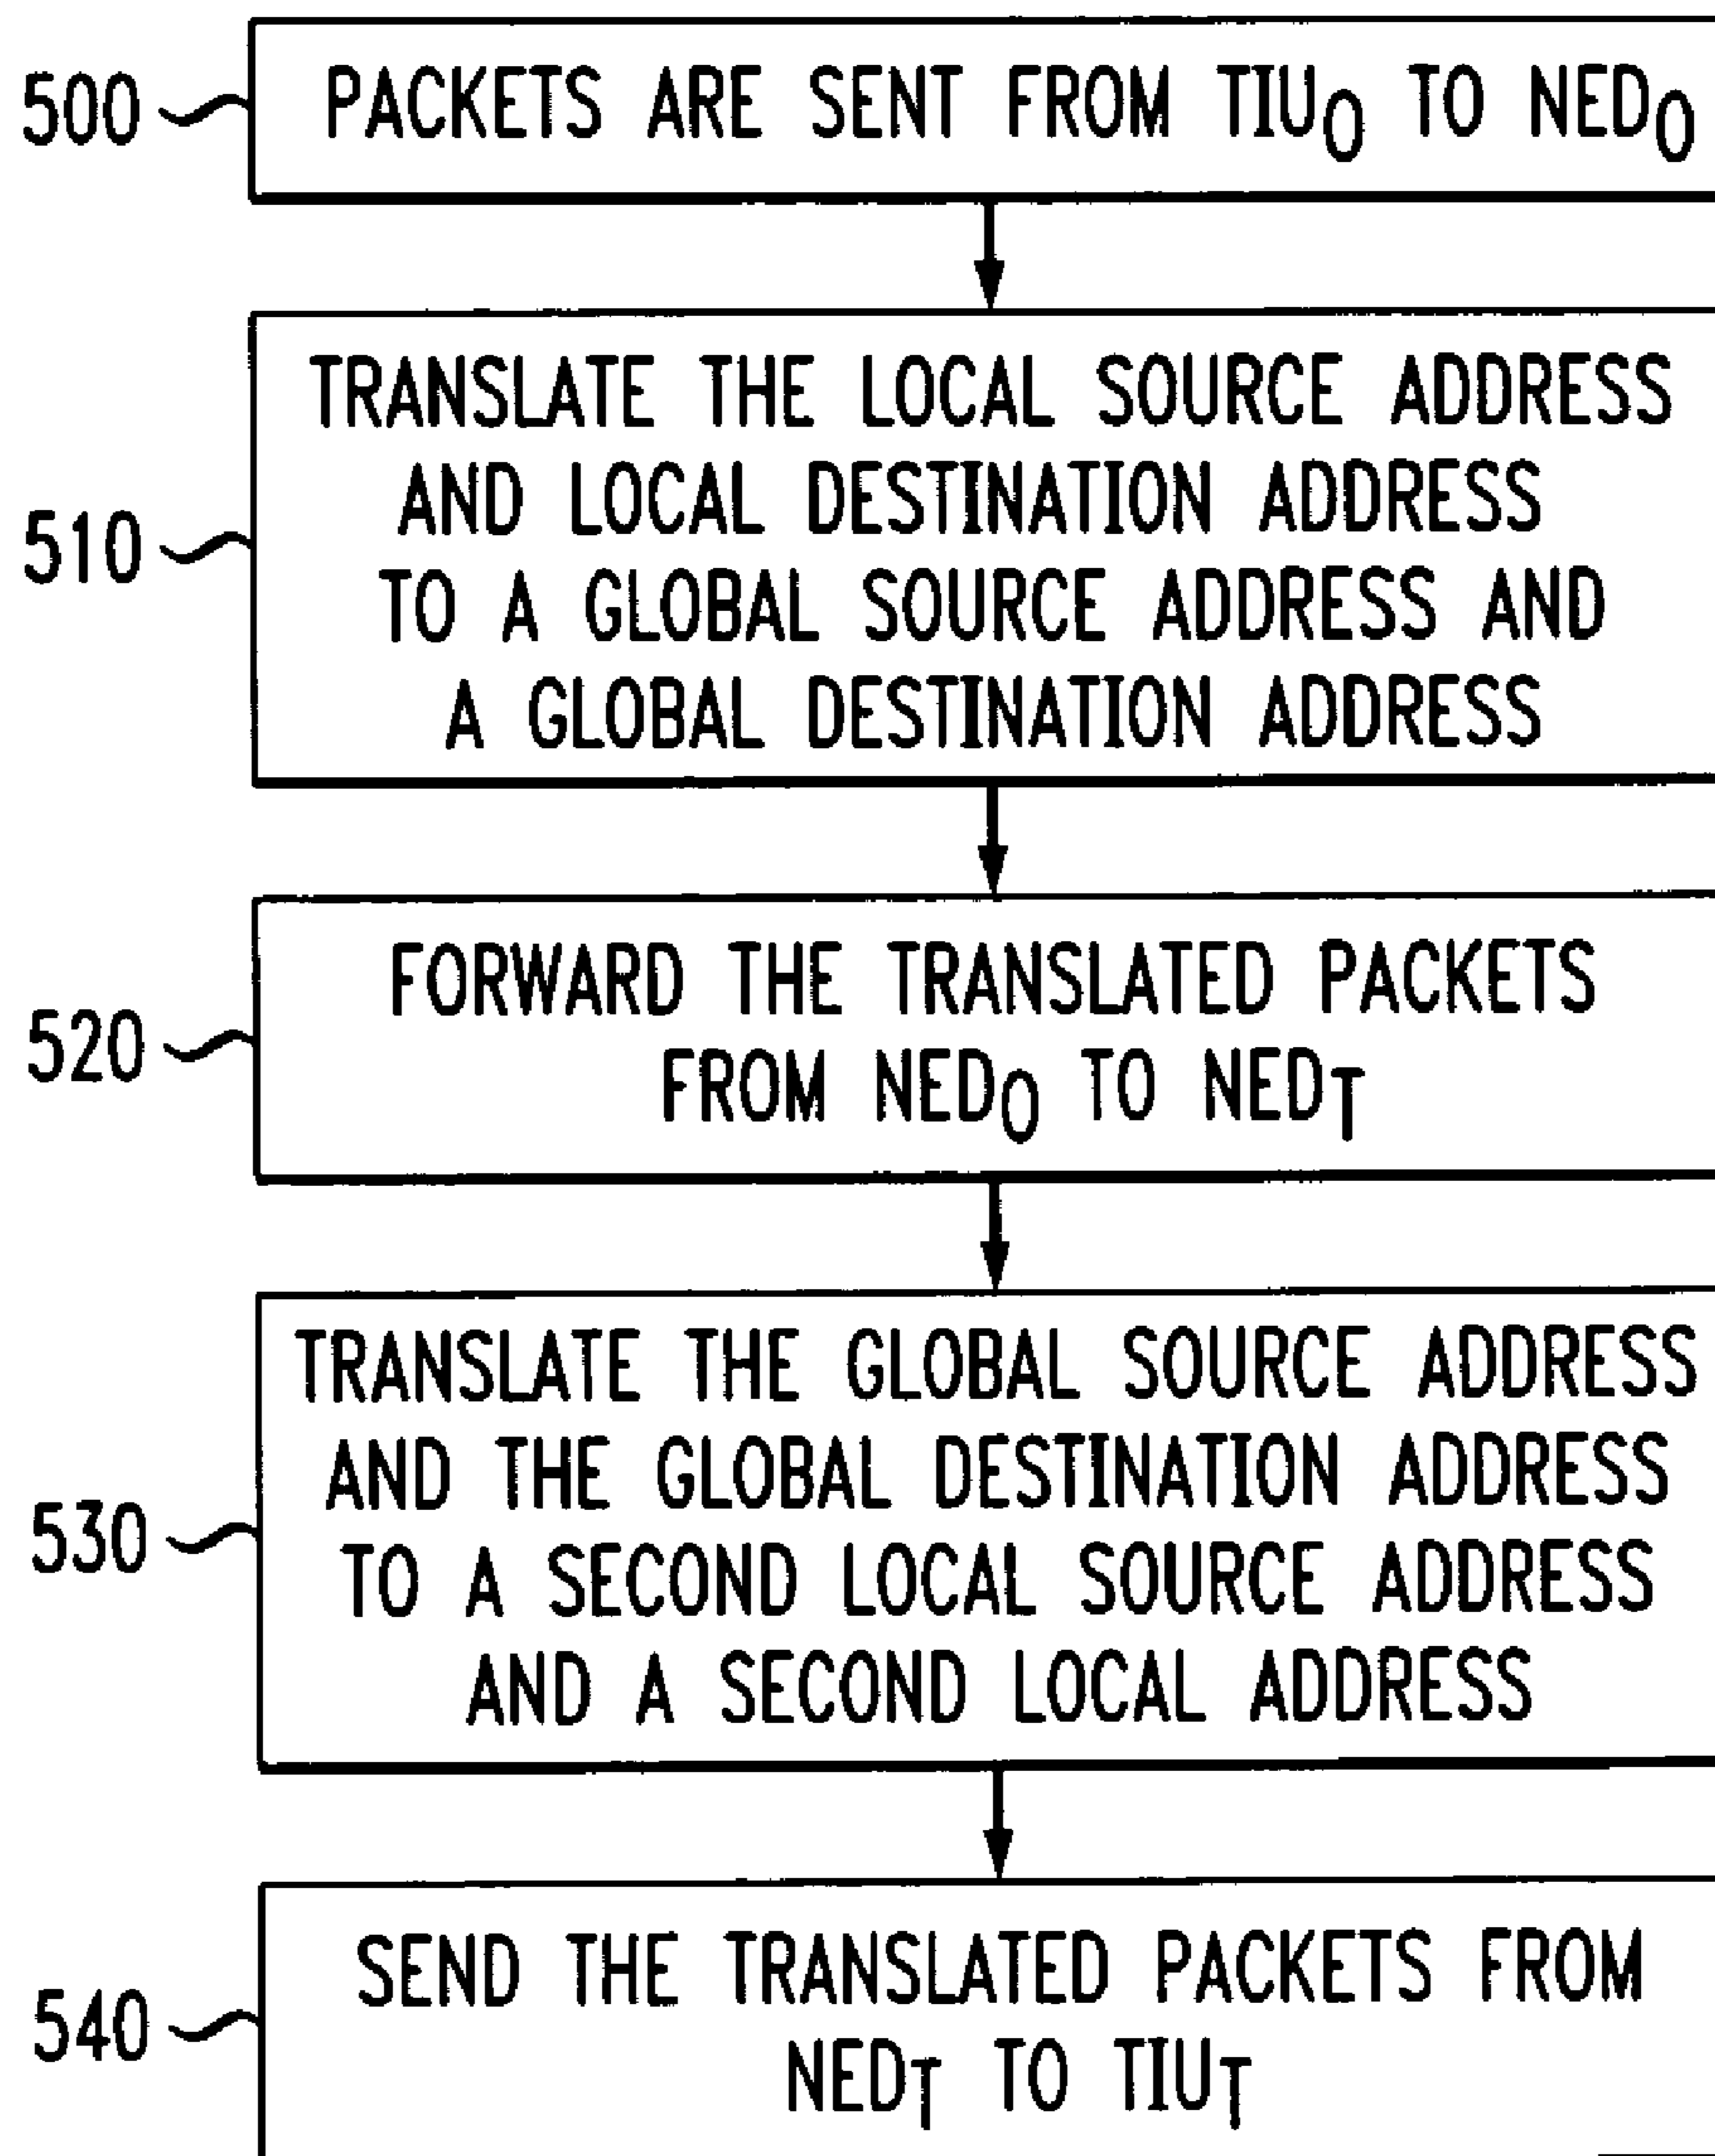 500 PACKETS ARE SENT FROM TIU₀ TO NED₀
TRANSLATE THE LOCAL SOURCE ADDRESS
AND LOCAL DESTINATION ADDRESS
510
TO A GLOBAL SOURCE ADDRESS AND
A GLOBAL DESTINATION ADDRESS
FORWARD THE TRANSLATED PACKETS
520
FROM NED₀ TO NEDT
TRANSLATE THE GLOBAL SOURCE ADDRESS
AND THE GLOBAL DESTINATION ADDRESS
530
TO A SECOND LOCAL SOURCE ADDRESS
AND A SECOND LOCAL ADDRESS
SEND THE TRANSLATED PACKETS FROM
540
NEDT TO TIUT